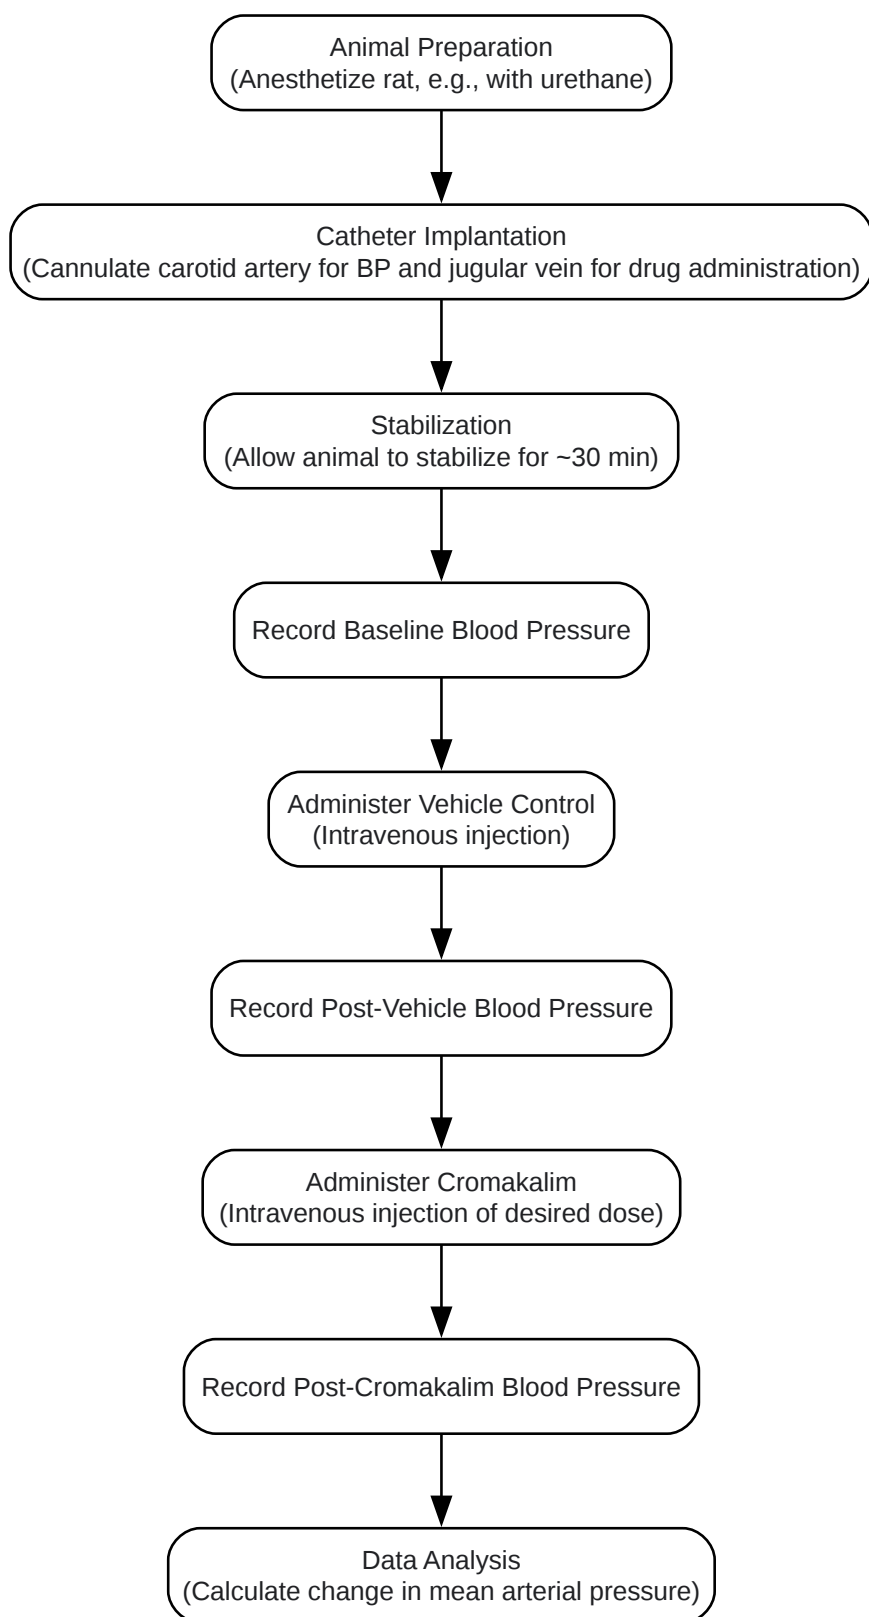 Animal Preparation
(Anesthetize rat, e.g., with urethane)
Catheter Implantation
(Cannulate carotid artery for BP and jugular vein for drug administration)
Stabilization
(Allow animal to stabilize for ~30 min)
Record Baseline Blood Pressure
Administer Vehicle Control
(Intravenous injection)
Record Post-Vehicle Blood Pressure
Administer Cromakalim
(Intravenous injection of desired dose)
Record Post-Cromakalim Blood Pressure
Data Analysis
(Calculate change in mean arterial pressure)